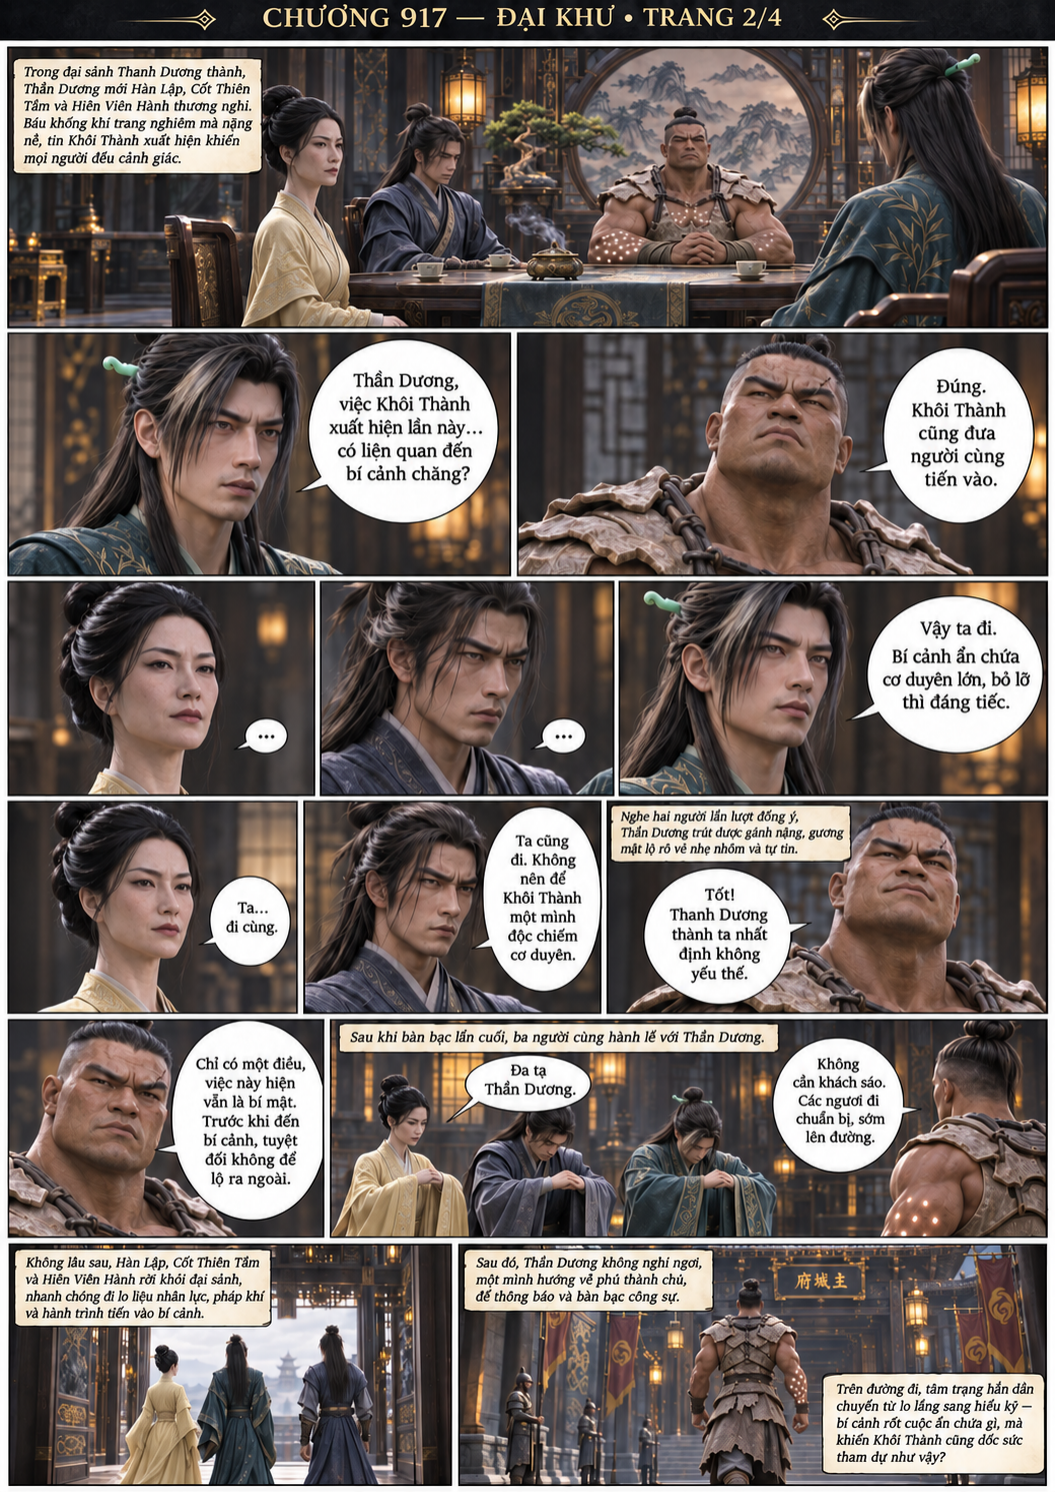 CHƯƠNG 917 — ĐẠI KHƯ • TRANG 2/4
Trong đại sảnh Thanh Dương thành,
Thần Dương mới Hàn Lập, Cốt Thiên
Tầm và Hiên Viên Hành thương nghi.
Báu khống khí trang nghiêm mà nặng
nề, tin Khôi Thành xuất hiện khiến
mọi người đều cảnh giác.
Thần Dương,
việc Khôi Thành
xuất hiện lần này...
có liện quan đến
bí cảnh chăng?
Đúng.
Khôi Thành
cũng đưa
người cùng
tiến vào.
...
...
Vậy ta đi.
Bí cảnh ẩn chứa
cơ duyên lớn, bỏ lỡ
thì đáng tiếc.
Ta...
đi cùng.
Ta cũng
đi. Không
nên để
Khôi Thành
một mình
độc chiếm
cơ duyên.
Nghe hai người lần lượt đồng ý,
Thần Dương trút được gánh nặng, gương
mặt lộ rõ vẻ nhẹ nhõm và tự tin.
Tốt!
Thanh Dương
thành ta nhất
định không
yếu thế.
Chỉ có một điều,
việc này hiện
vẫn là bí mật.
Trước khi đến
bí cảnh, tuyệt
đối không để
lộ ra ngoài.
Sau khi bàn bạc lần cuối, ba người cùng hành lễ với Thần Dương.
Đa tạ
Thần Dương.
Không
cần khách sáo.
Các ngươi đi
chuẩn bị, sớm
lên đường.
Không lâu sau, Hàn Lập, Cốt Thiên Tầm
và Hiên Viên Hành rời khỏi đại sảnh,
nhanh chóng đi lo liệu nhân lực, pháp khí
và hành trình tiến vào bí cảnh.
Sau đó, Thần Dương không nghỉ ngơi,
một mình hướng về phủ thành chủ,
để thông báo và bàn bạc công sự.
府城主
Trên đường đi, tâm trạng hắn dần
chuyển từ lo lắng sang hiếu kỳ —
bí cảnh rốt cuộc ẩn chứa gì, mà
khiến Khôi Thành cũng dốc sức
tham dự như vậy?